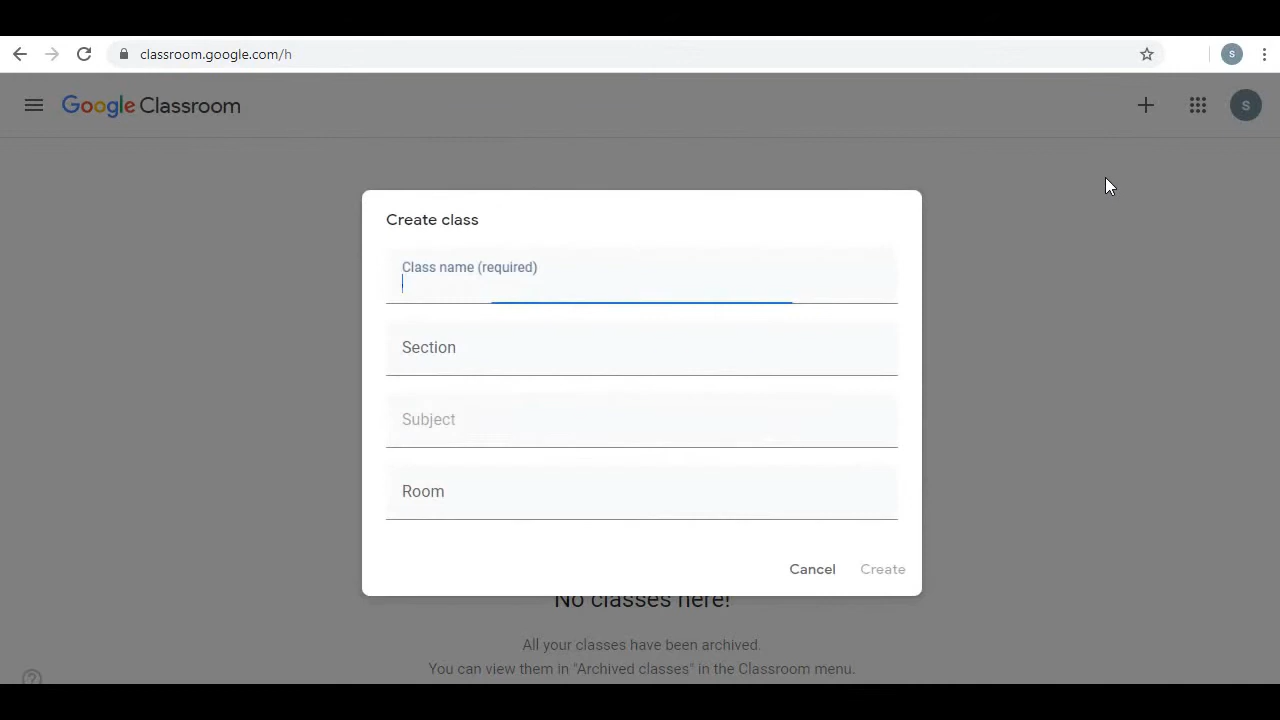 classroom.google.com/h
S
Google Classroom
S
Create class
Class name (required)
Section
Subject
Room
Cancel
Create
No classes here!
All your classes have been archived.
You can view them in "Archived classes" in the Classroom menu.